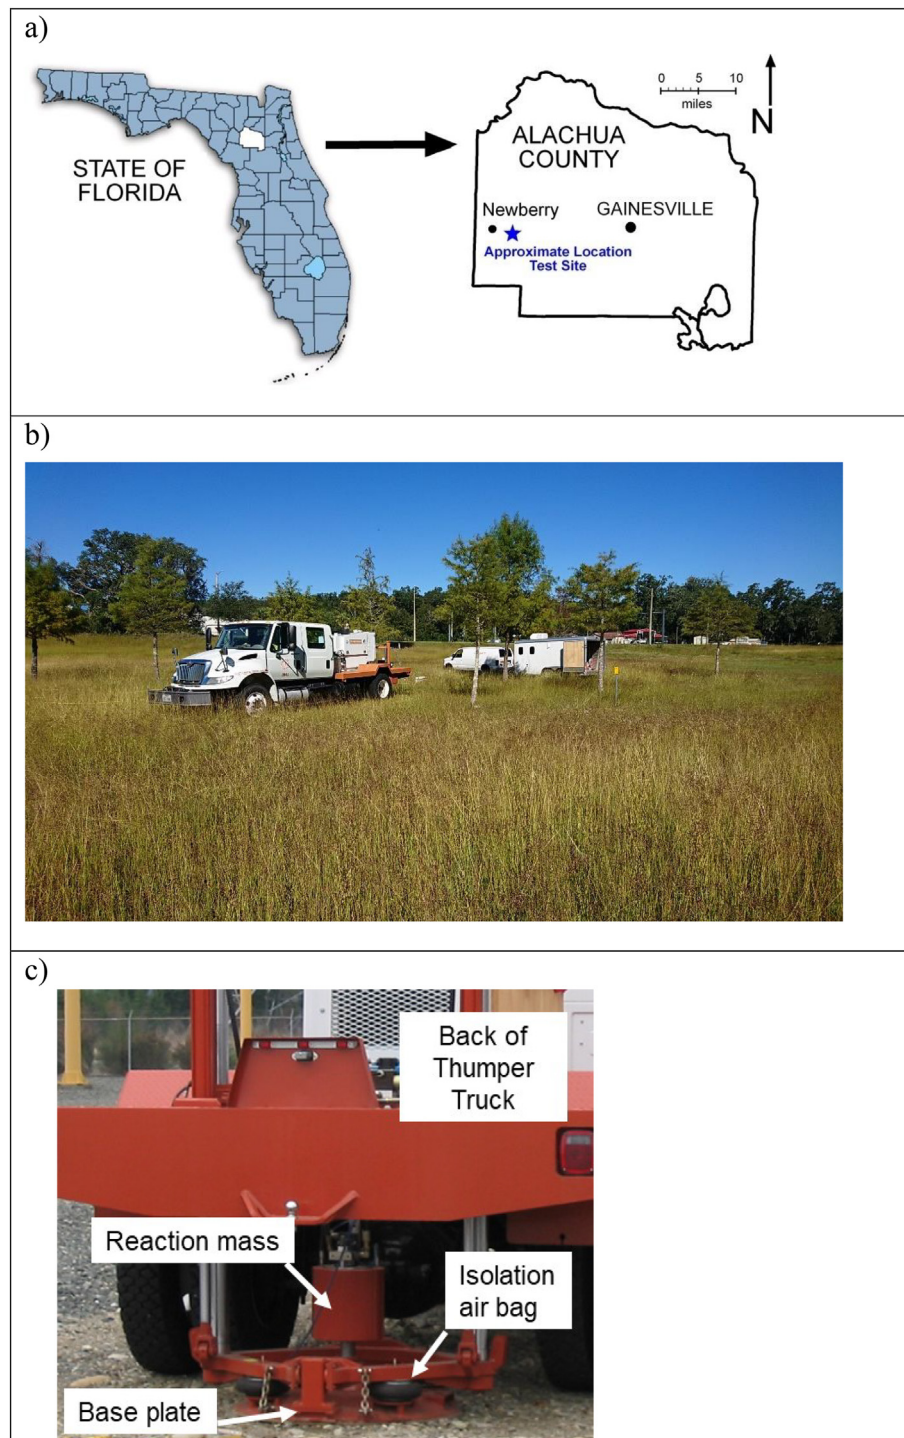 a)
STATE OF
FLORIDA
0 5 10
miles
N
ALACHUA
COUNTY
Newberry
GAINESVILLE
Approximate Location
Test Site
b)
c)
Back of
Thumper
Truck
Reaction mass
Isolation
air bag
Base plate